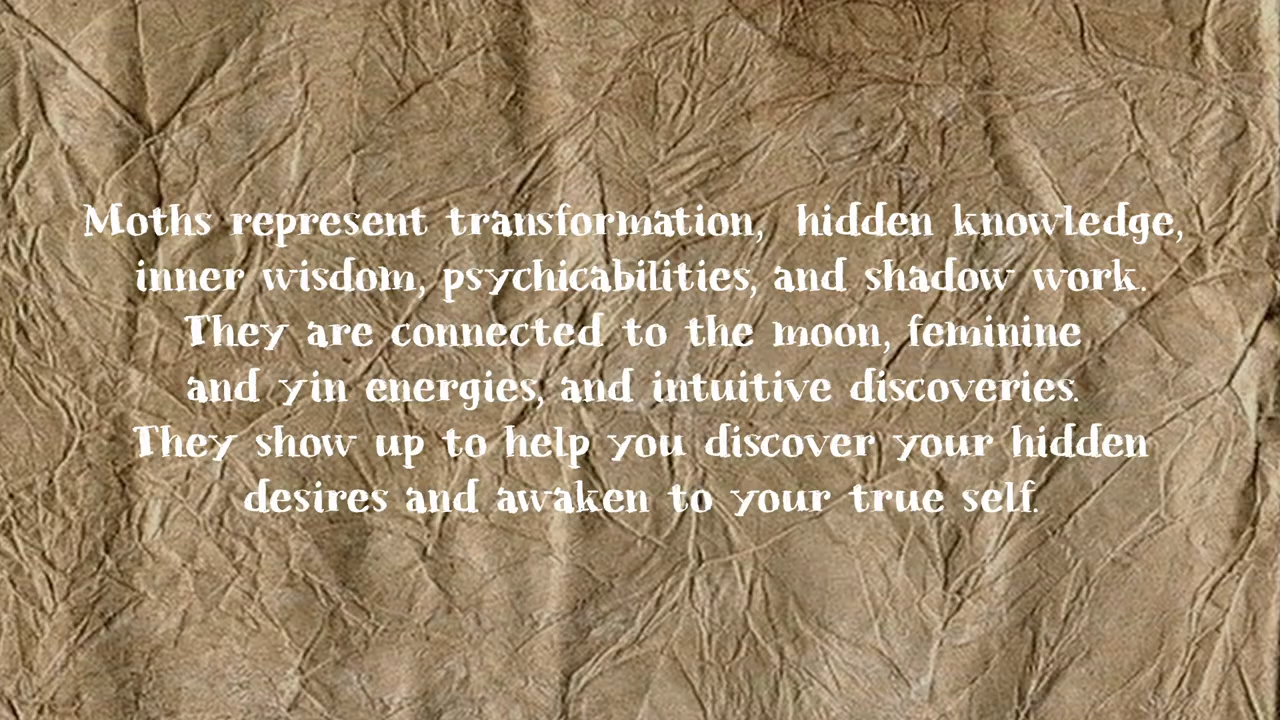 Moths represent transformation, hidden knowledge,
inner wisdom, psychicabilities, and shadow work.
They are connected to the moon, feminine
and yin energies, and intuitive discoveries.
They show up to help you discover your hidden
desires and awaken to your true self.